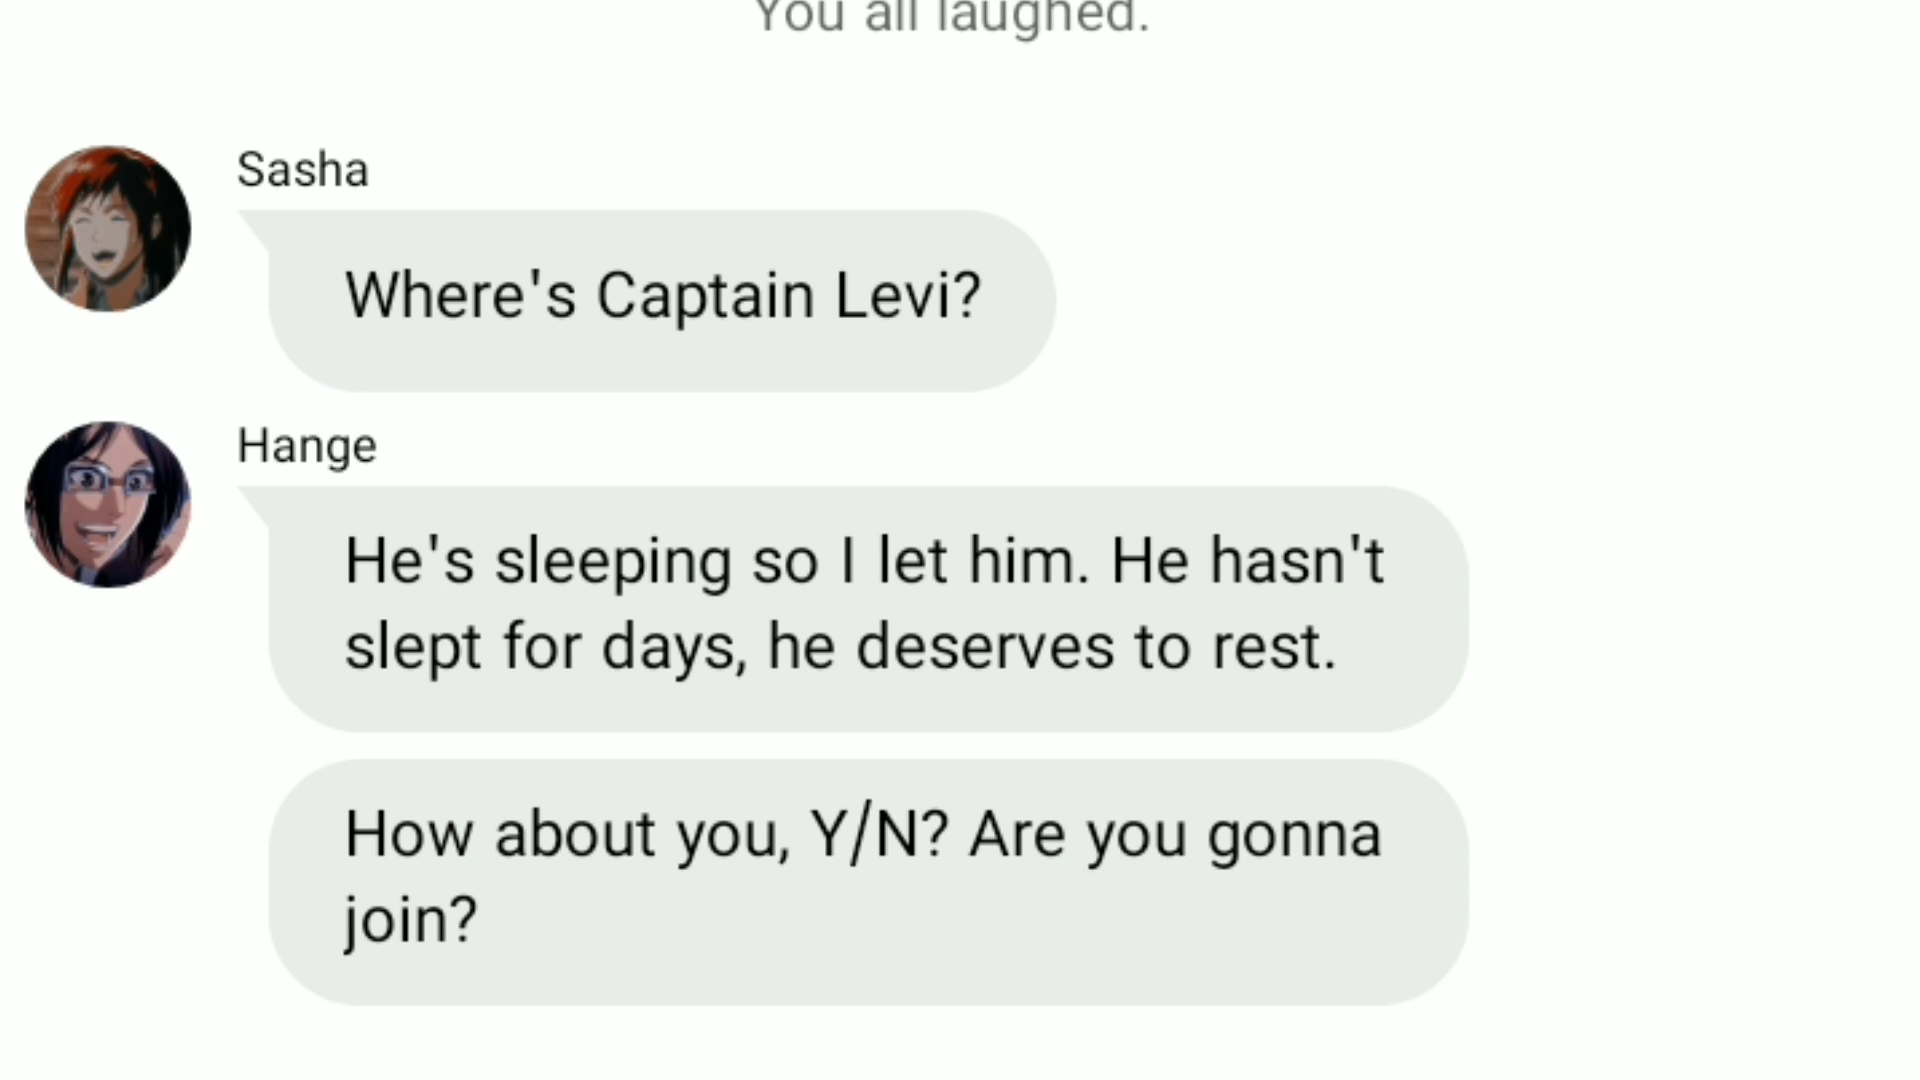 You all laughed.
Sasha
Where's Captain Levi?
Hange
He's sleeping so I let him. He hasn't
slept for days, he deserves to rest.
How about you, Y/N? Are you gonna
join?